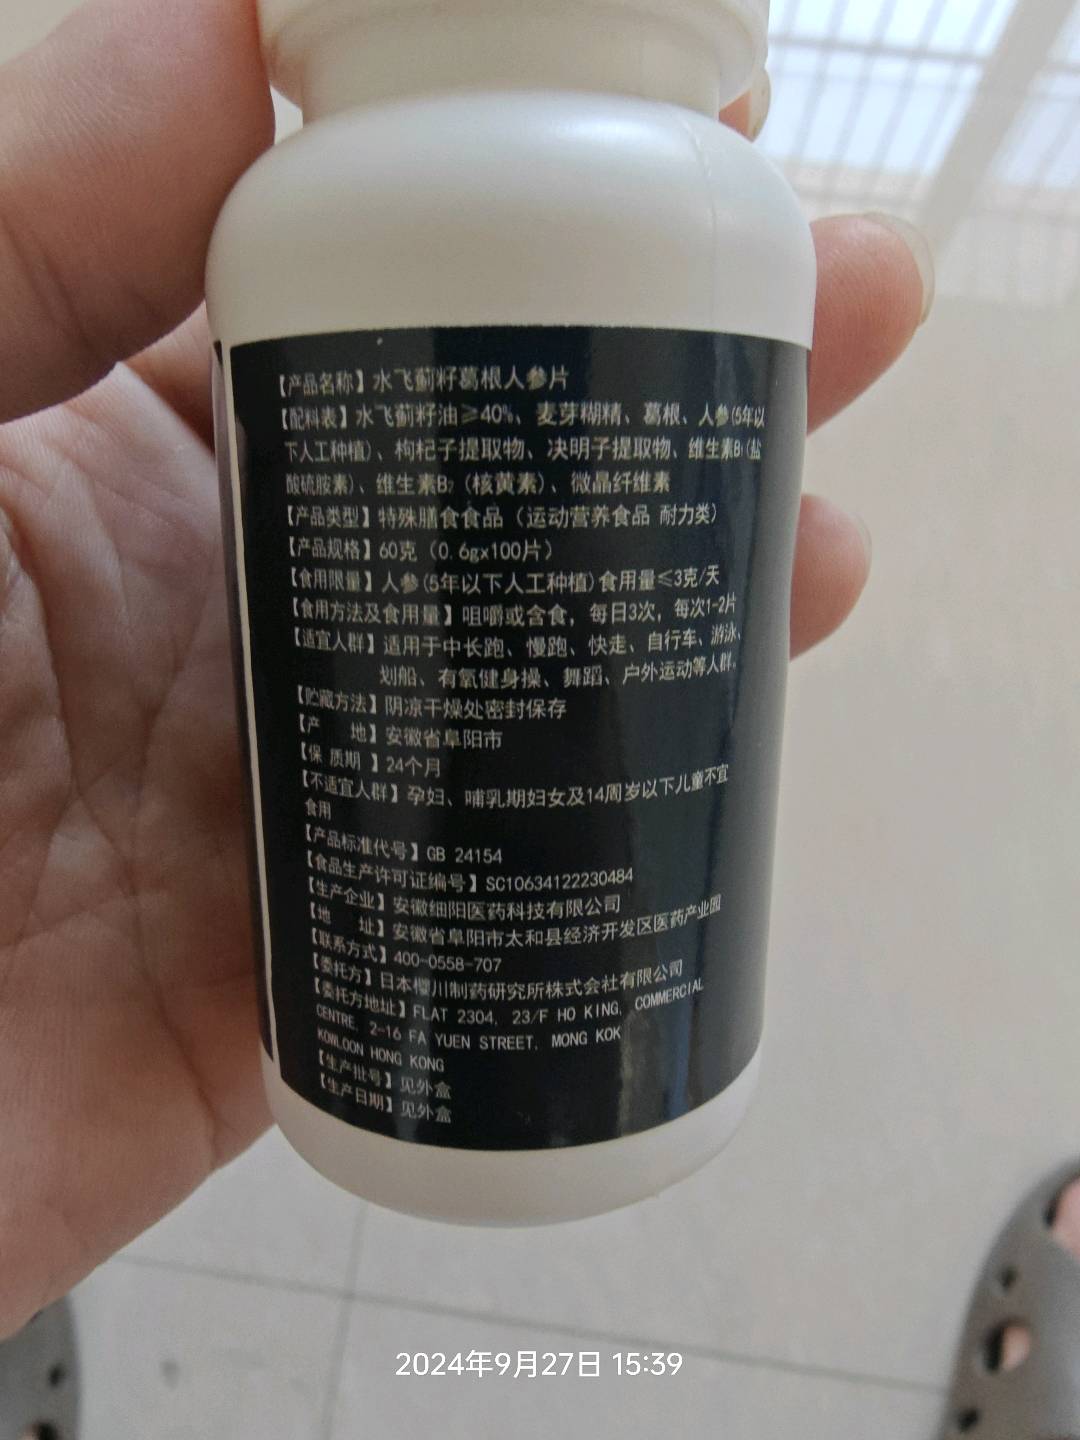 【产品名称】水飞蓟籽葛根人参片
【配料表】水飞蓟籽油≥40%、麦芽糊精、葛根、人参(5年以
下人工种植)、枸杞子提取物、决明子提取物、维生素B₁(盐
酸硫胺素)、维生素B₂(核黄素)、微晶纤维素
【产品类型】特殊膳食食品（运动营养食品 耐力类）
【产品规格】60克（0.6gx100片）
【食用限量】人参(5年以下人工种植)食用量≤3克/天
【食用方法及食用量】咀嚼或含食，每日3次，每次1-2片
【适宜人群】适用于中长跑、慢跑、快走、自行车、游泳、
划船、有氧健身操、舞蹈、户外运动等人群。
【贮藏方法】阴凉干燥处密封保存
【产 地】安徽省阜阳市
【保 质期 】24个月
【不适宜人群】孕妇、哺乳期妇女及14周岁以下儿童不宜
食用
【产品标准代号】GB 24154
【食品生产许可证编号】SC10634122230484
【生产企业】安徽细阳医药科技有限公司
【地 址】安徽省阜阳市太和县经济开发区医药产业园
【联系方式】400-0558-707
【委托方】日本樱川制药研究所株式会社有限公司
【委托方地址】FLAT 2304, 23/F HO KING, COMMERCIAL
CENTRE, 2-16 FA YUEN STREET, MONG KOK
KOWLOON HONG KONG
【生产批号】见外盒
【生产日期】见外盒
2024年9月27日 15:39